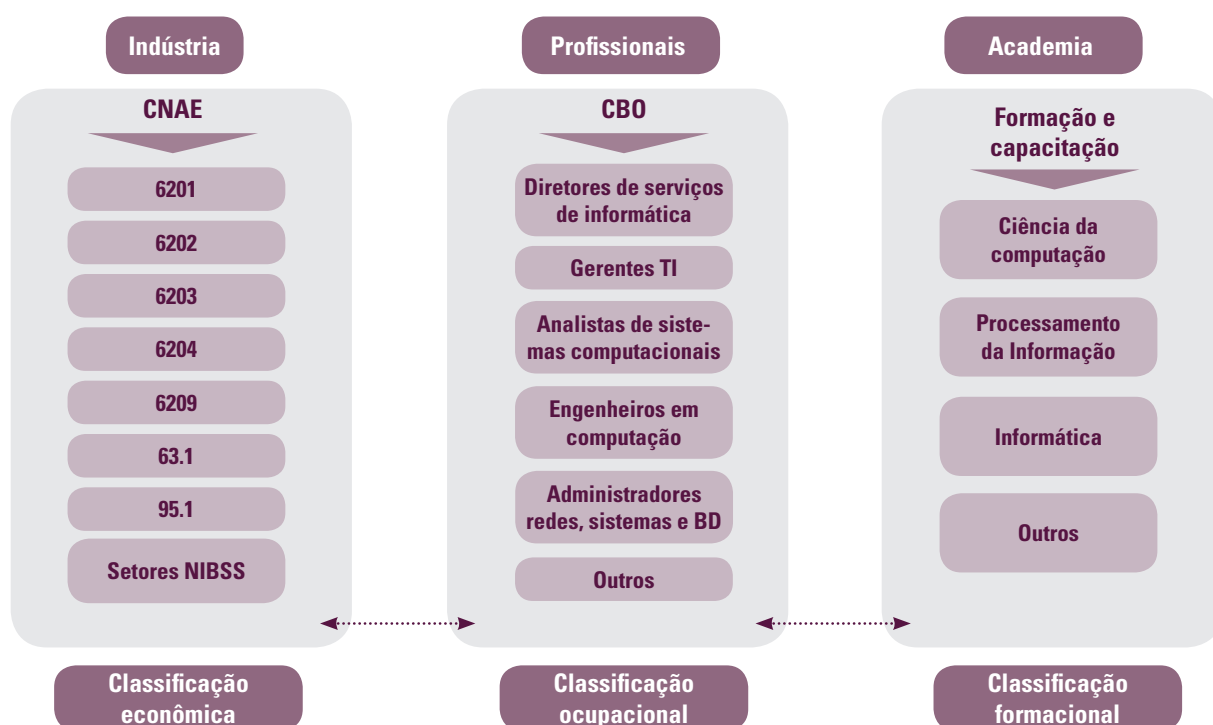 Indústria
CNAE
6201
6202
6203
6204
6209
63.1
95.1
Setores NIBSS
Classificação
econômica
Profissionais
CBO
Diretores de serviços
de informática
Gerentes TI
Analistas de siste-
mas computacionais
Engenheiros em
computação
Administradores
redes, sistemas e BD
Outros
Classificação
ocupacional
Academia
Formação e
capacitação
Ciência da
computação
Processamento
da Informação
Informática
Outros
Classificação
formacional